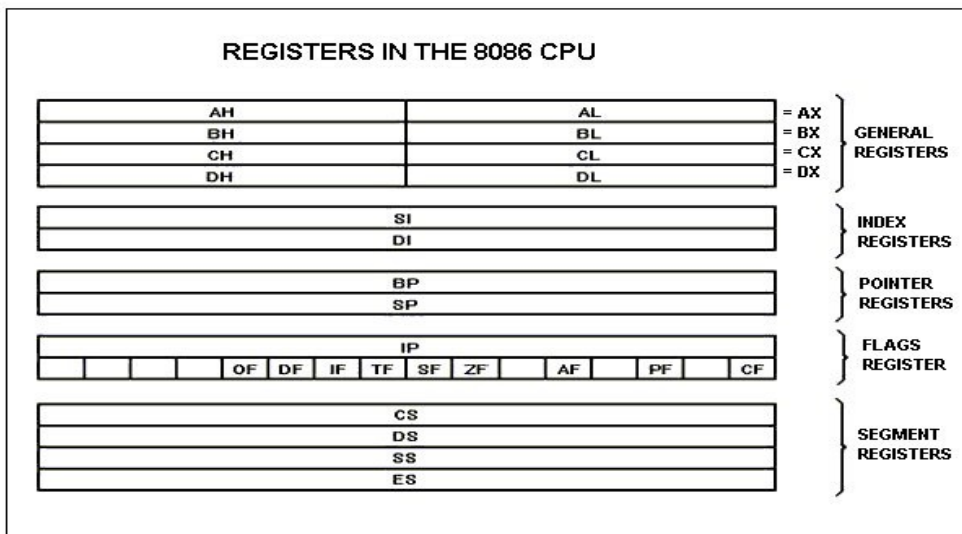 REGISTERS IN THE 8086 CPU
AH AL = AX
BH BL = BX
CH CL = CX
DH DL = DX
GENERAL
REGISTERS
SI
DI
INDEX
REGISTERS
BP
SP
POINTER
REGISTERS
IP
OF DF IF TF SF ZF AF PF CF
FLAGS
REGISTER
CS
DS
SS
ES
SEGMENT
REGISTERS